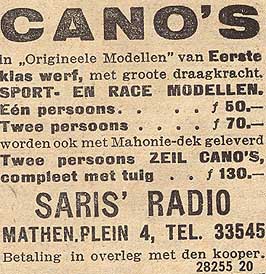 CANO'S
in „Origineele Modellen" van Eerste
klas werf, met groote draagkracht.
SPORT- EN RACE MODELLEN.
Eén persoons . . . . ƒ 50.—
Twee persoons . . . . ƒ 70.—
worden ook met Mahonie-dek geleverd
Twee persoons ZEIL CANO'S,
compleet met tuig . . ƒ 130.—
SARIS' RADIO
MATHEN.PLEIN 4, TEL. 33545
Betaling in overleg met den kooper.
28255 20